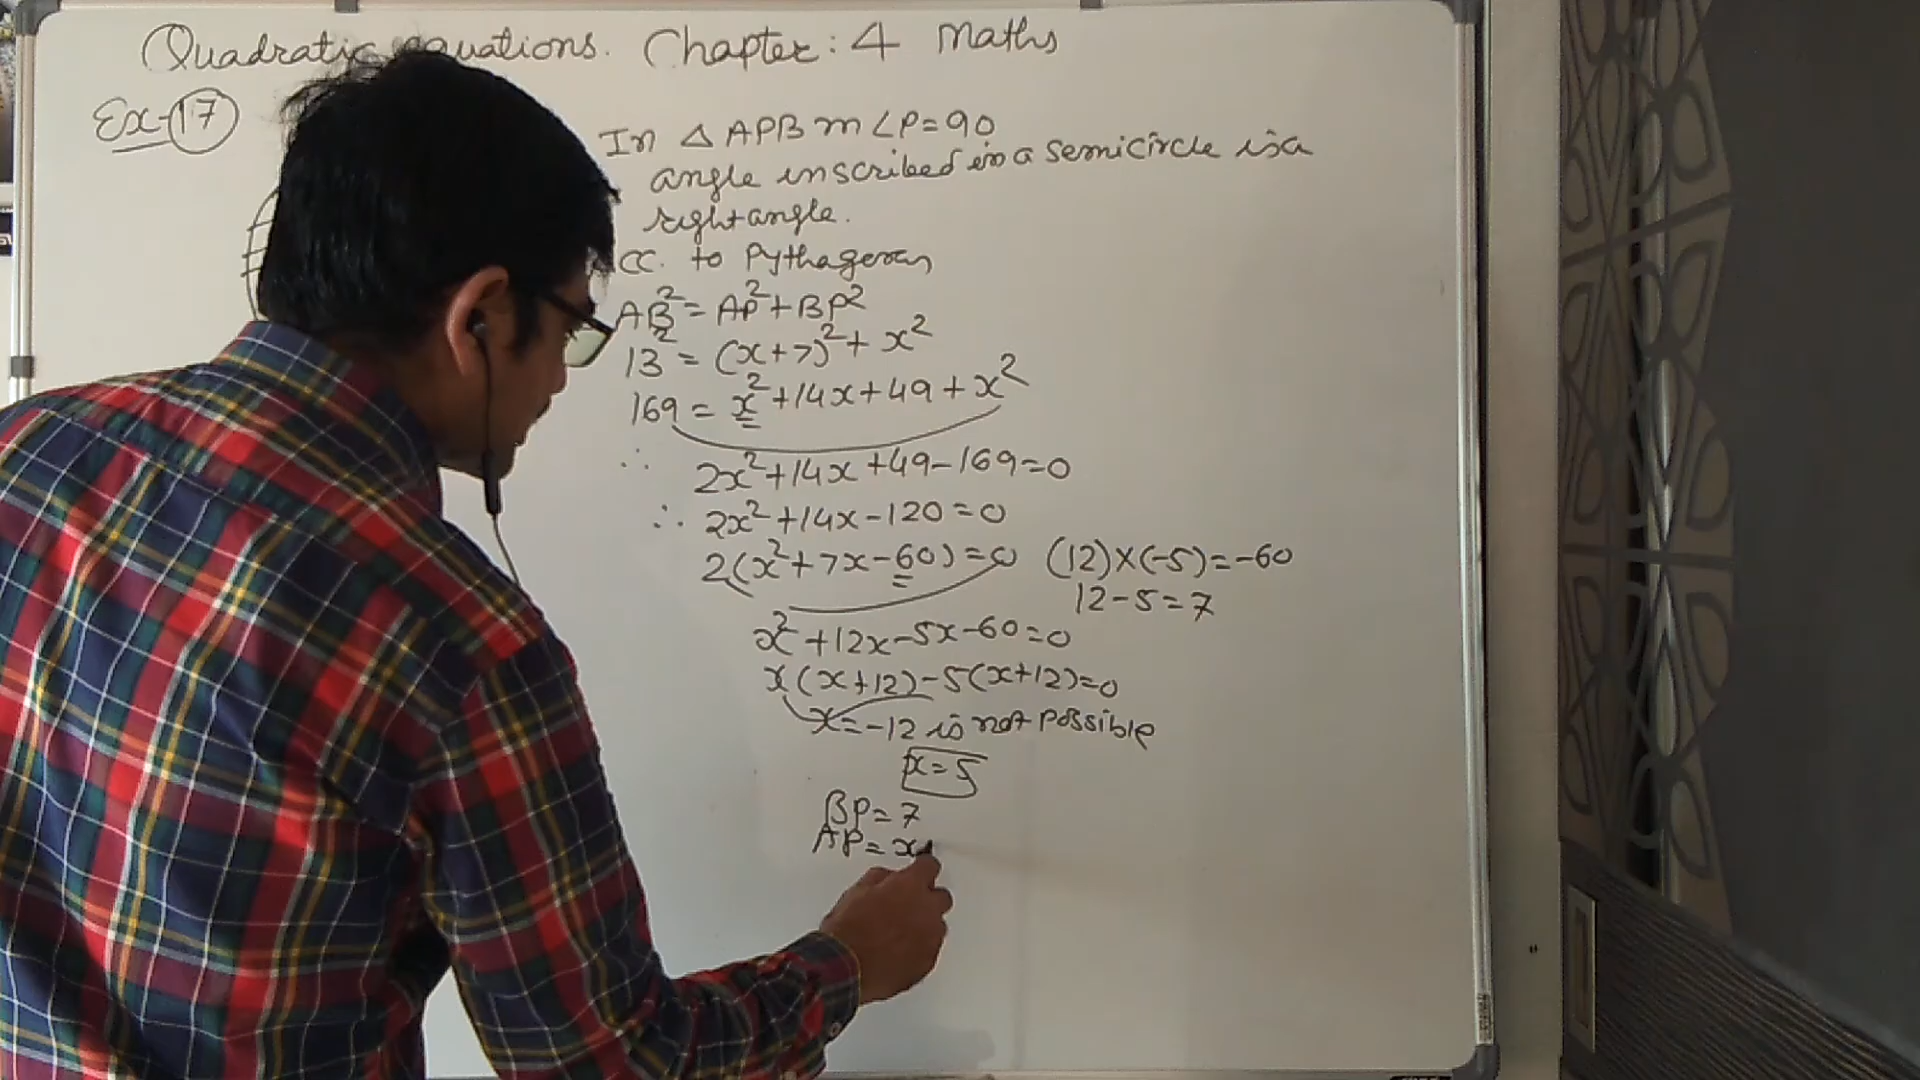 Quadratic equations. Chapter: 4 Maths
Ex-17
In △ APB m∠P=90
angle inscribed in a semicircle is a
right angle.
CC. to Pythagoras
AB²=AP²+BP²
13² = (x+7)²+ x²
169 = x²+14x+49+x²
∴ 2x²+14x+49-169=0
∴ 2x²+14x-120=0
2(x²+7x-60)=0 (12)×(-5)=-60
12-5=7
x²+12x-5x-60=0
x(x+12)-5(x+12)=0
x=-12 is not possible
x=5
BP=7
AP=x